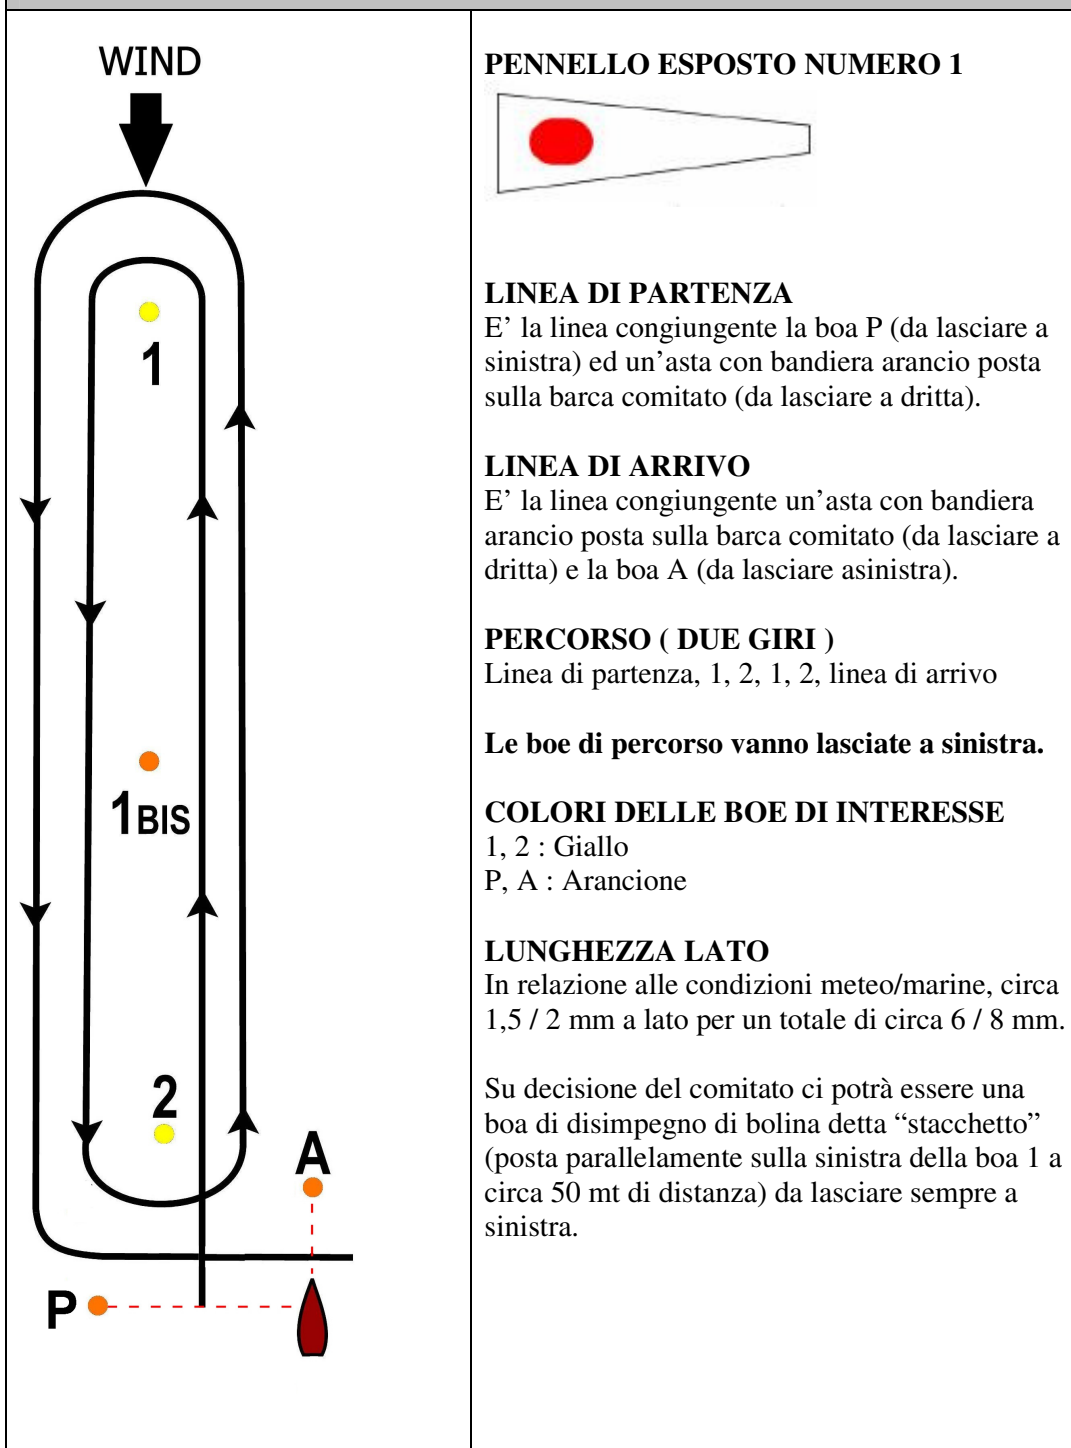 WIND
1
1BIS
2
A
P
PENNELLO ESPOSTO NUMERO 1
LINEA DI PARTENZA
E’ la linea congiungente la boa P (da lasciare a
sinistra) ed un’asta con bandiera arancio posta
sulla barca comitato (da lasciare a dritta).
LINEA DI ARRIVO
E’ la linea congiungente un’asta con bandiera
arancio posta sulla barca comitato (da lasciare a
dritta) e la boa A (da lasciare asinistra).
PERCORSO ( DUE GIRI )
Linea di partenza, 1, 2, 1, 2, linea di arrivo
Le boe di percorso vanno lasciate a sinistra.
COLORI DELLE BOE DI INTERESSE
1, 2 : Giallo
P, A : Arancione
LUNGHEZZA LATO
In relazione alle condizioni meteo/marine, circa
1,5 / 2 mm a lato per un totale di circa 6 / 8 mm.
Su decisione del comitato ci potrà essere una
boa di disimpegno di bolina detta “stacchetto”
(posta parallelamente sulla sinistra della boa 1 a
circa 50 mt di distanza) da lasciare sempre a
sinistra.